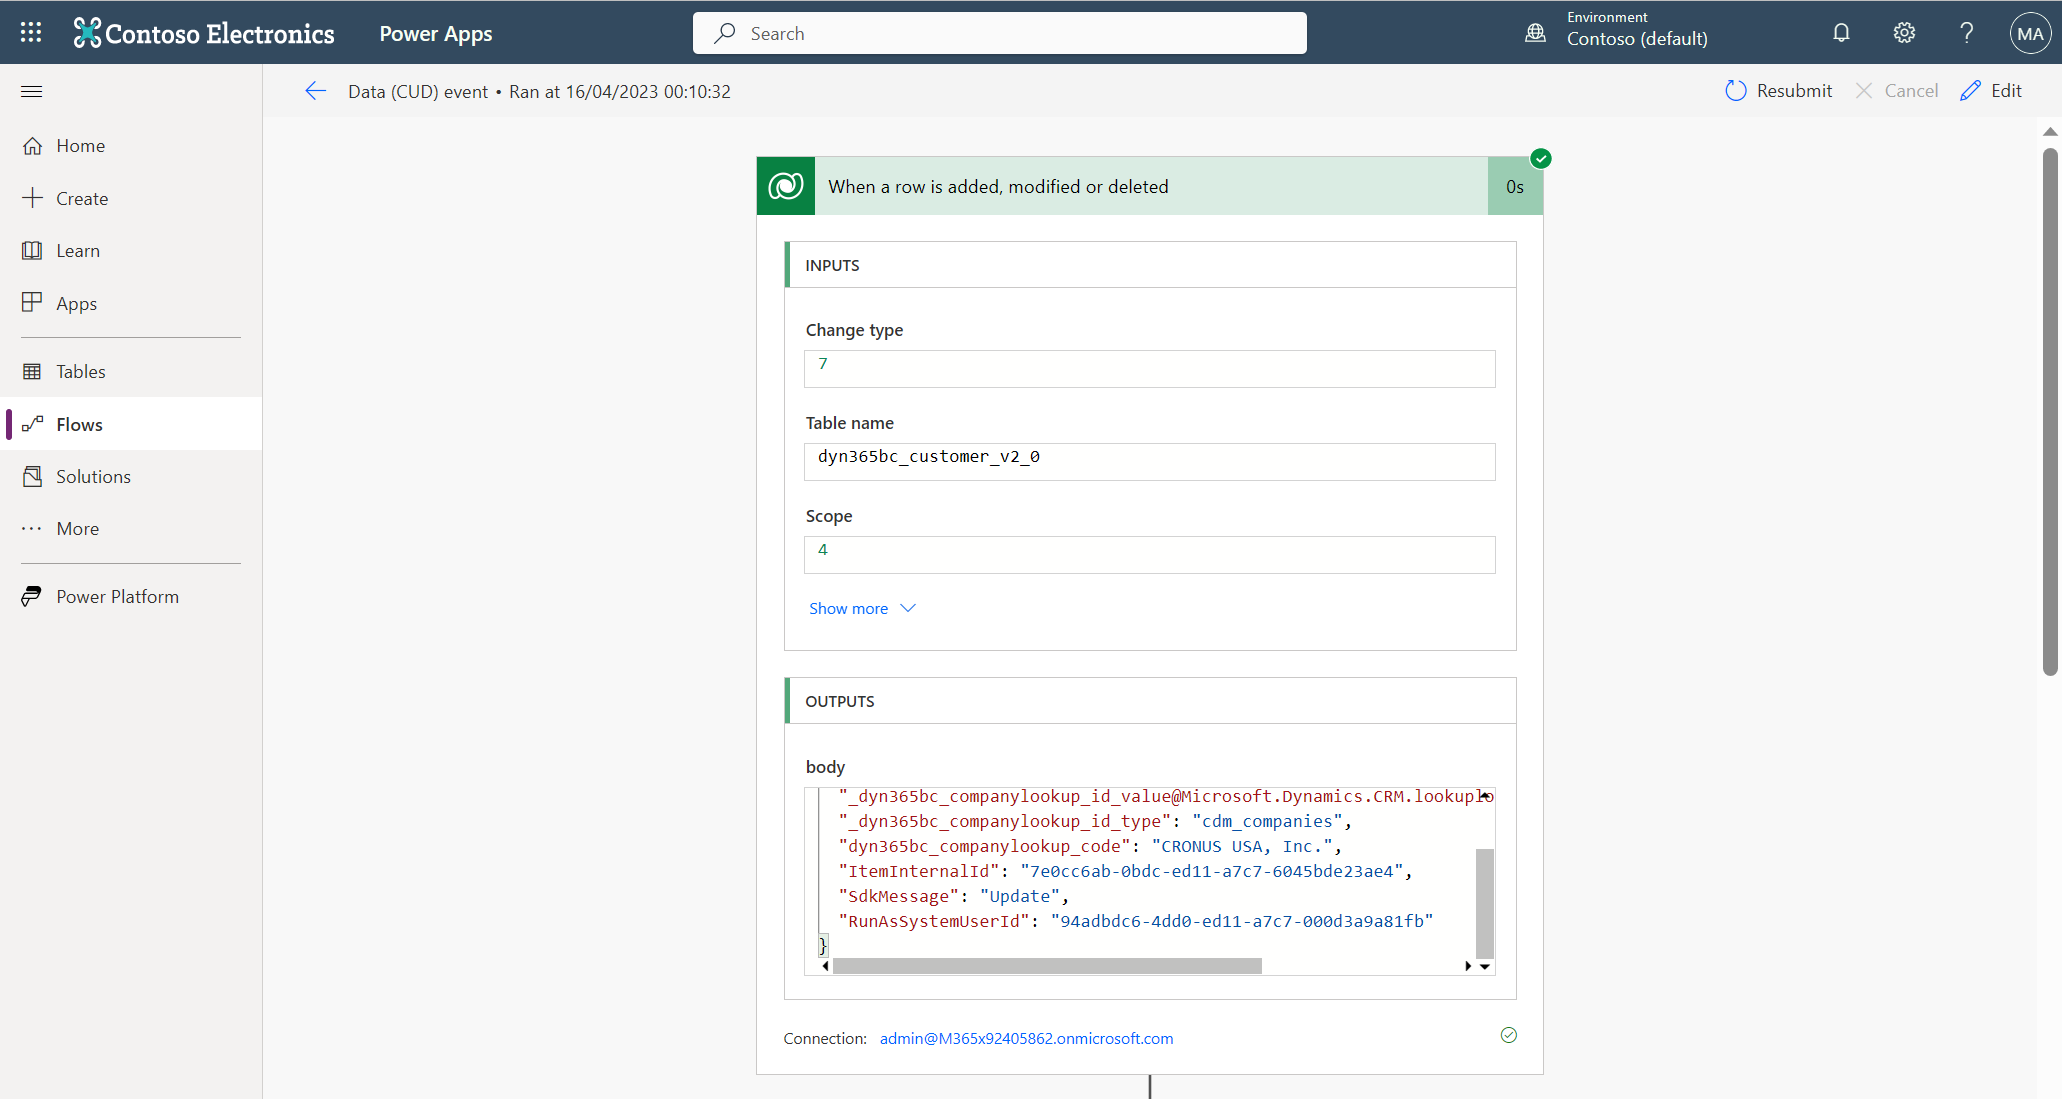 Contoso Electronics
Power Apps
Search
Environment
Contoso (default)
?
MA
Data (CUD) event • Ran at 16/04/2023 00:10:32
Resubmit
Cancel
Edit
Home
Create
Learn
Apps
Tables
Flows
Solutions
More
Power Platform
When a row is added, modified or deleted
0s
INPUTS
Change type
7
Table name
dyn365bc_customer_v2_0
Scope
4
Show more
OUTPUTS
body
"_dyn365bc_companylookup_id_value@Microsoft.Dynamics.CRM.lookuplo
"_dyn365bc_companylookup_id_type": "cdm_companies",
"dyn365bc_companylookup_code": "CRONUS USA, Inc.",
"ItemInternalId": "7e0cc6ab-0bdc-ed11-a7c7-6045bde23ae4",
"SdkMessage": "Update",
"RunAsSystemUserId": "94adbdc6-4dd0-ed11-a7c7-000d3a9a81fb"
}
Connection: admin@M365x92405862.onmicrosoft.com